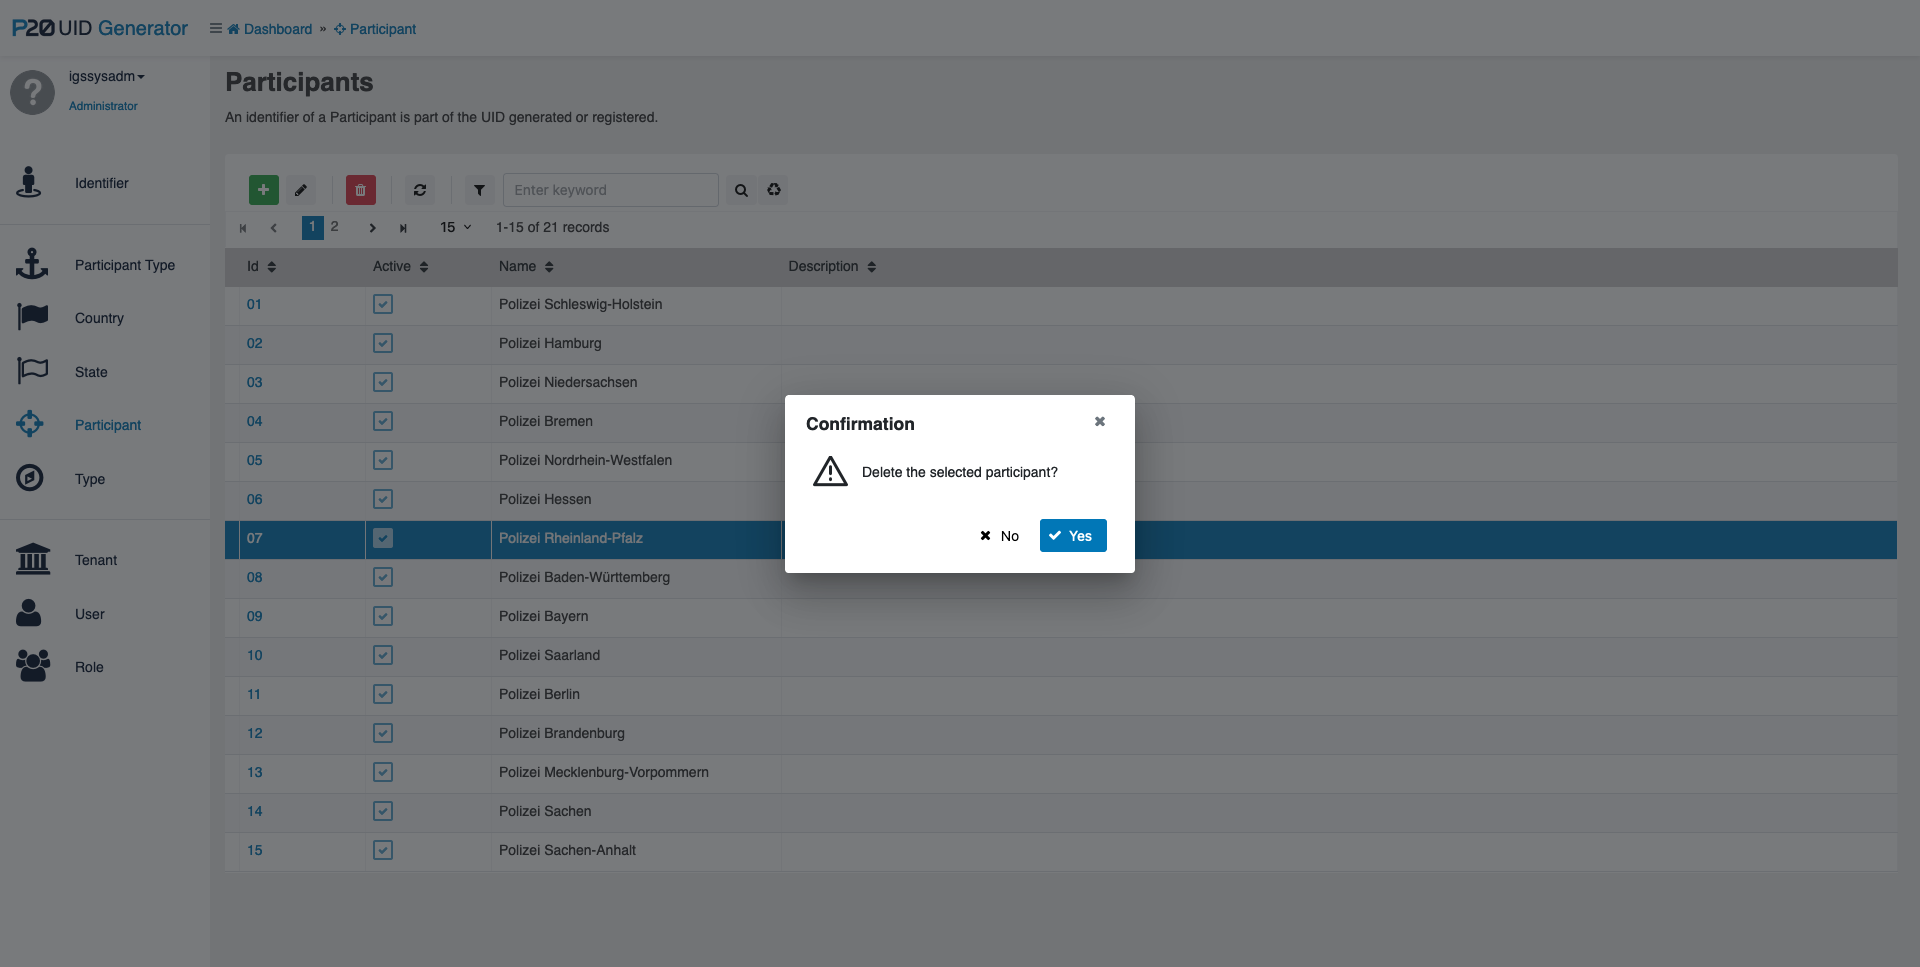 P20 UID Generator
Dashboard » Participant
igssysadm
Administrator
Identifier
Participant Type
Country
State
Participant
Type
Tenant
User
Role
Participants
An identifier of a Participant is part of the UID generated or registered.
Enter keyword
1 2 15 1-15 of 21 records
Id Active Name Description
01 Polizei Schleswig-Holstein
02 Polizei Hamburg
03 Polizei Niedersachsen
04 Polizei Bremen
05 Polizei Nordrhein-Westfalen
06 Polizei Hessen
07 Polizei Rheinland-Pfalz
08 Polizei Baden-Württemberg
09 Polizei Bayern
10 Polizei Saarland
11 Polizei Berlin
12 Polizei Brandenburg
13 Polizei Mecklenburg-Vorpommern
14 Polizei Sachen
15 Polizei Sachen-Anhalt
Confirmation
Delete the selected participant?
No Yes